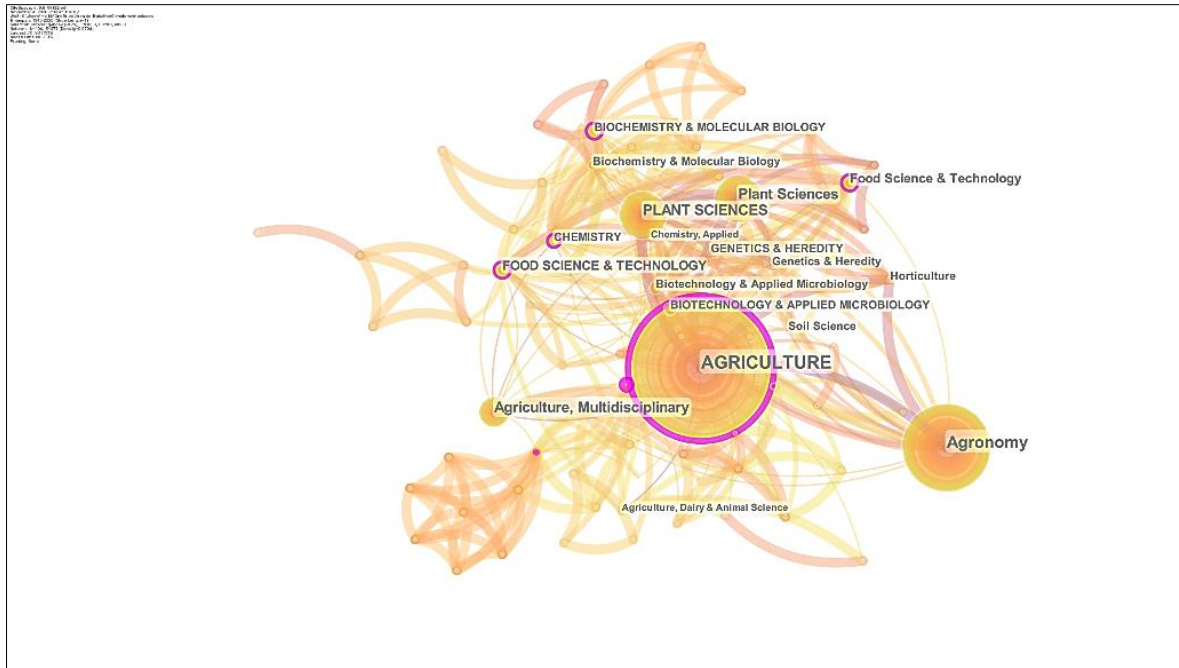 BIOCHEMISTRY & MOLECULAR BIOLOGY
Biochemistry & Molecular Biology
Food Science & Technology
Plant Sciences
PLANT SCIENCES
Chemistry, Applied
CHEMISTRY
GENETICS & HEREDITY
Genetics & Heredity
FOOD SCIENCE & TECHNOLOGY
Horticulture
Biotechnology & Applied Microbiology
BIOTECHNOLOGY & APPLIED MICROBIOLOGY
Soil Science
AGRICULTURE
Agriculture, Multidisciplinary
Agronomy
Agriculture, Dairy & Animal Science